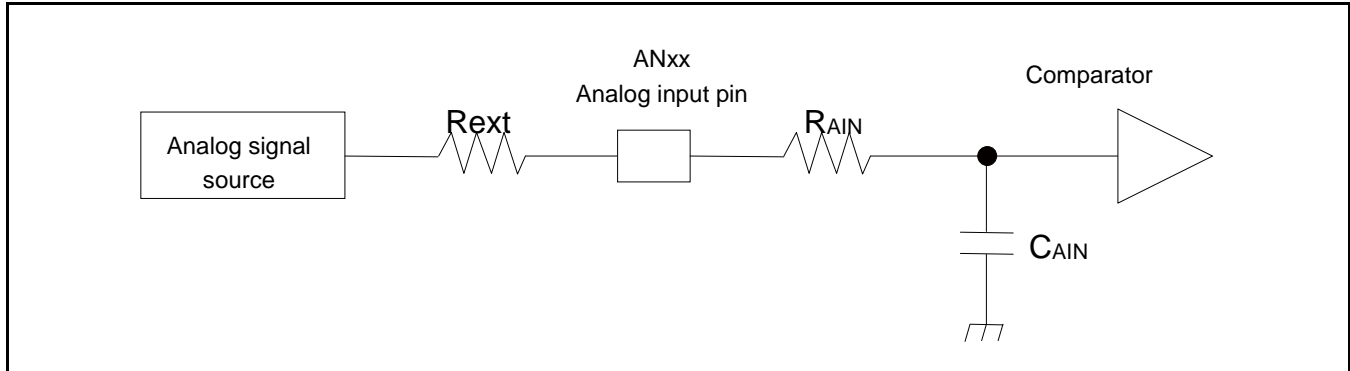 ANxx
Analog input pin
Comparator
Rext
RAIN
Analog signal
source
CAIN